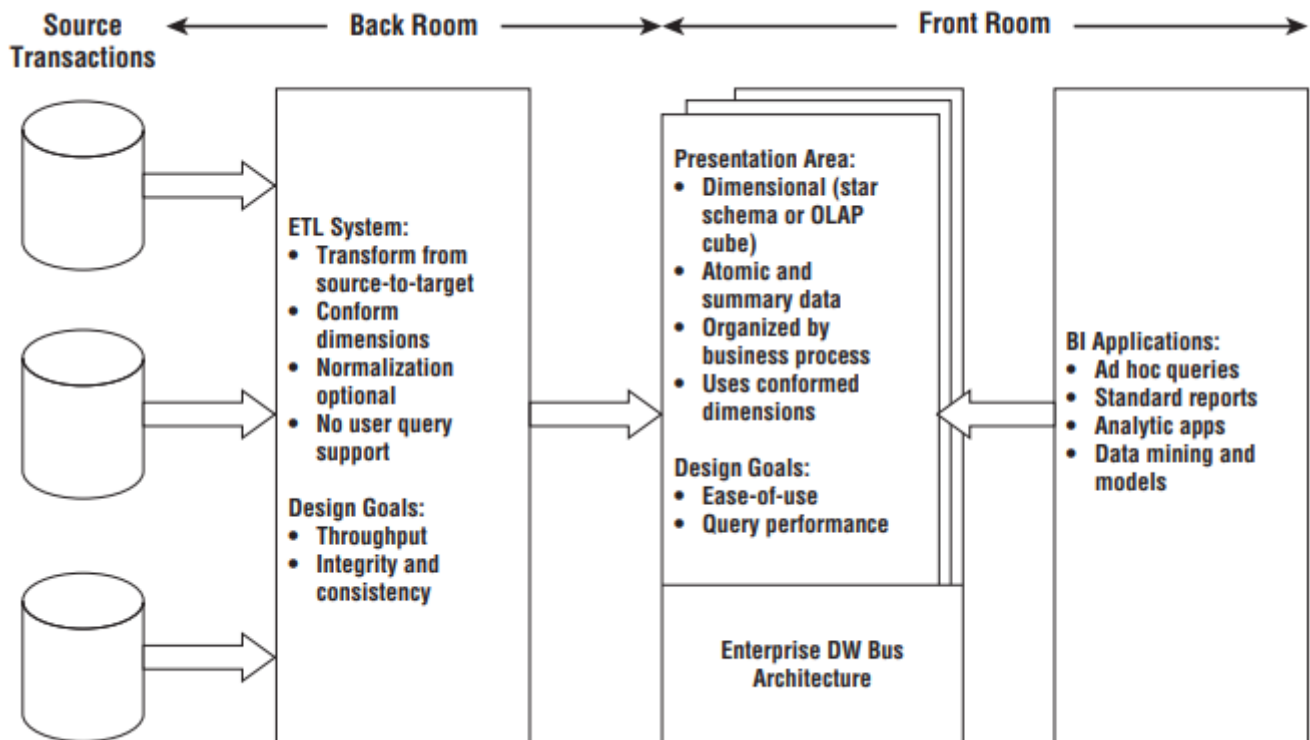 Source
Transactions
Back Room
Front Room
ETL System:
• Transform from
source-to-target
• Conform
dimensions
• Normalization
optional
• No user query
support
Design Goals:
• Throughput
• Integrity and
consistency
Presentation Area:
• Dimensional (star
schema or OLAP
cube)
• Atomic and
summary data
• Organized by
business process
• Uses conformed
dimensions
Design Goals:
• Ease-of-use
• Query performance
Enterprise DW Bus
Architecture
BI Applications:
• Ad hoc queries
• Standard reports
• Analytic apps
• Data mining and
models